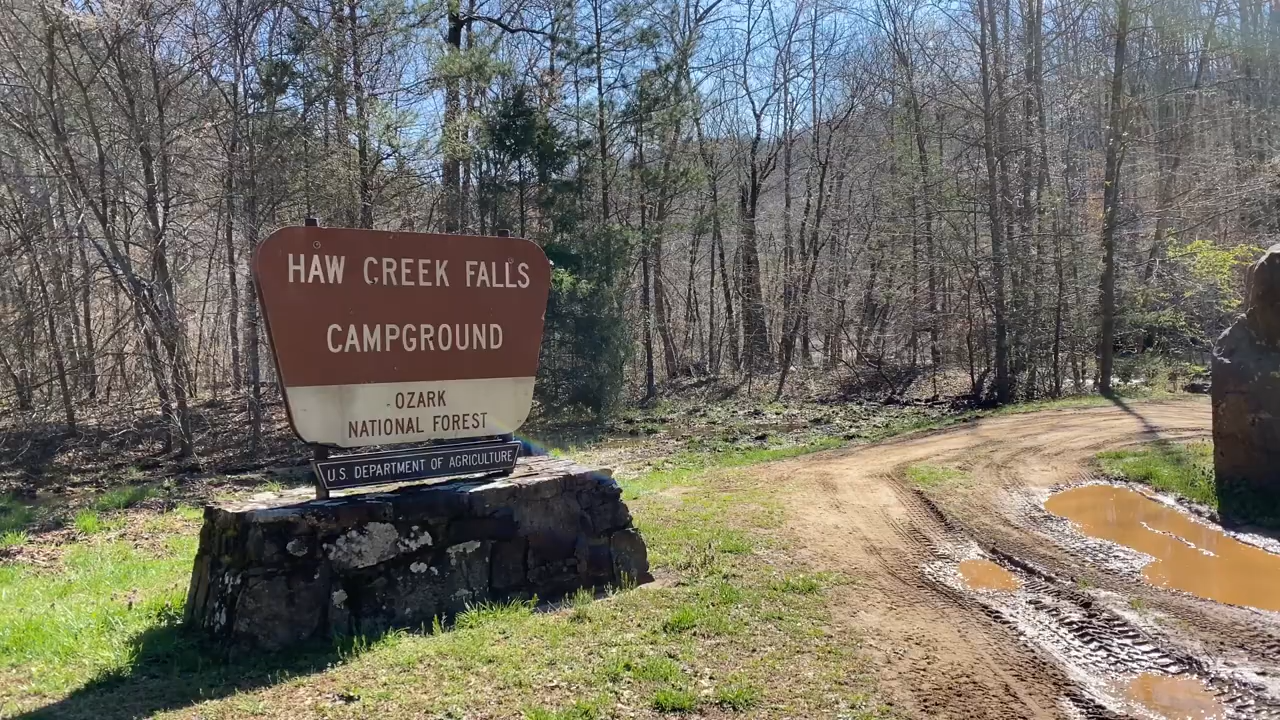 HAW CREEK FALLS
CAMPGROUND
OZARK
NATIONAL FOREST
U.S. DEPARTMENT OF AGRICULTURE